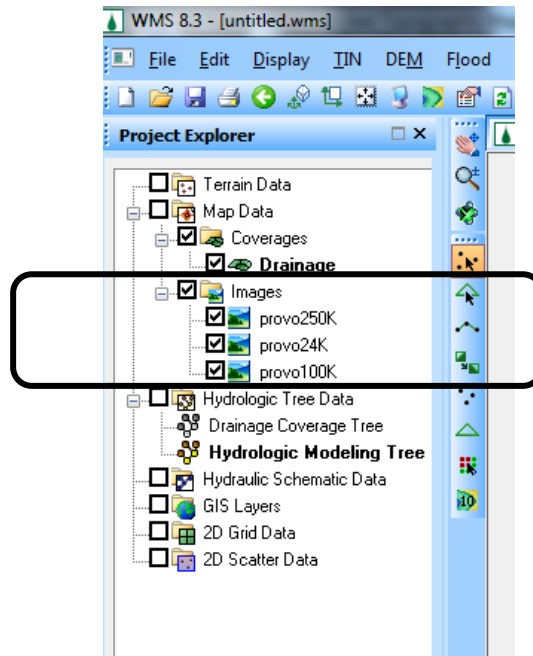 WMS 8.3 - [untitled.wms]
File Edit Display TIN DEM Flood
Project Explorer
Terrain Data
Map Data
Coverages
Drainage
Images
provo250K
provo24K
provo100K
Hydrologic Tree Data
Drainage Coverage Tree
Hydrologic Modeling Tree
Hydraulic Schematic Data
GIS Layers
2D Grid Data
2D Scatter Data
10